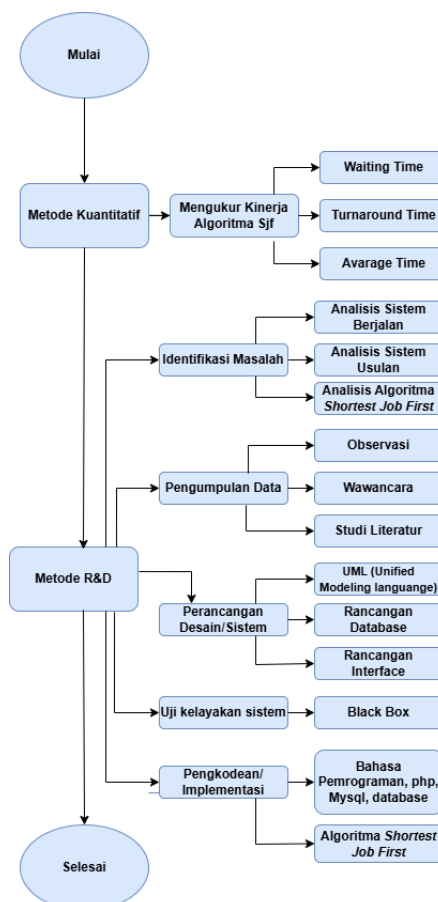 Mulai
Metode Kuantitatif
Mengukur Kinerja
Algoritma Sjf
Waiting Time
Turnaround Time
Avarage Time
Identifikasi Masalah
Analisis Sistem
Berjalan
Analisis Sistem
Usulan
Analisis Algoritma
Shortest Job First
Pengumpulan Data
Observasi
Wawancara
Studi Literatur
Metode R&D
Perancangan
Desain/Sistem
UML (Unified
Modeling languange)
Rancangan
Database
Rancangan
Interface
Uji kelayakan sistem
Black Box
Pengkodean/
Implementasi
Bahasa
Pemrograman, php,
Mysql, database
Algoritma Shortest
Job First
Selesai